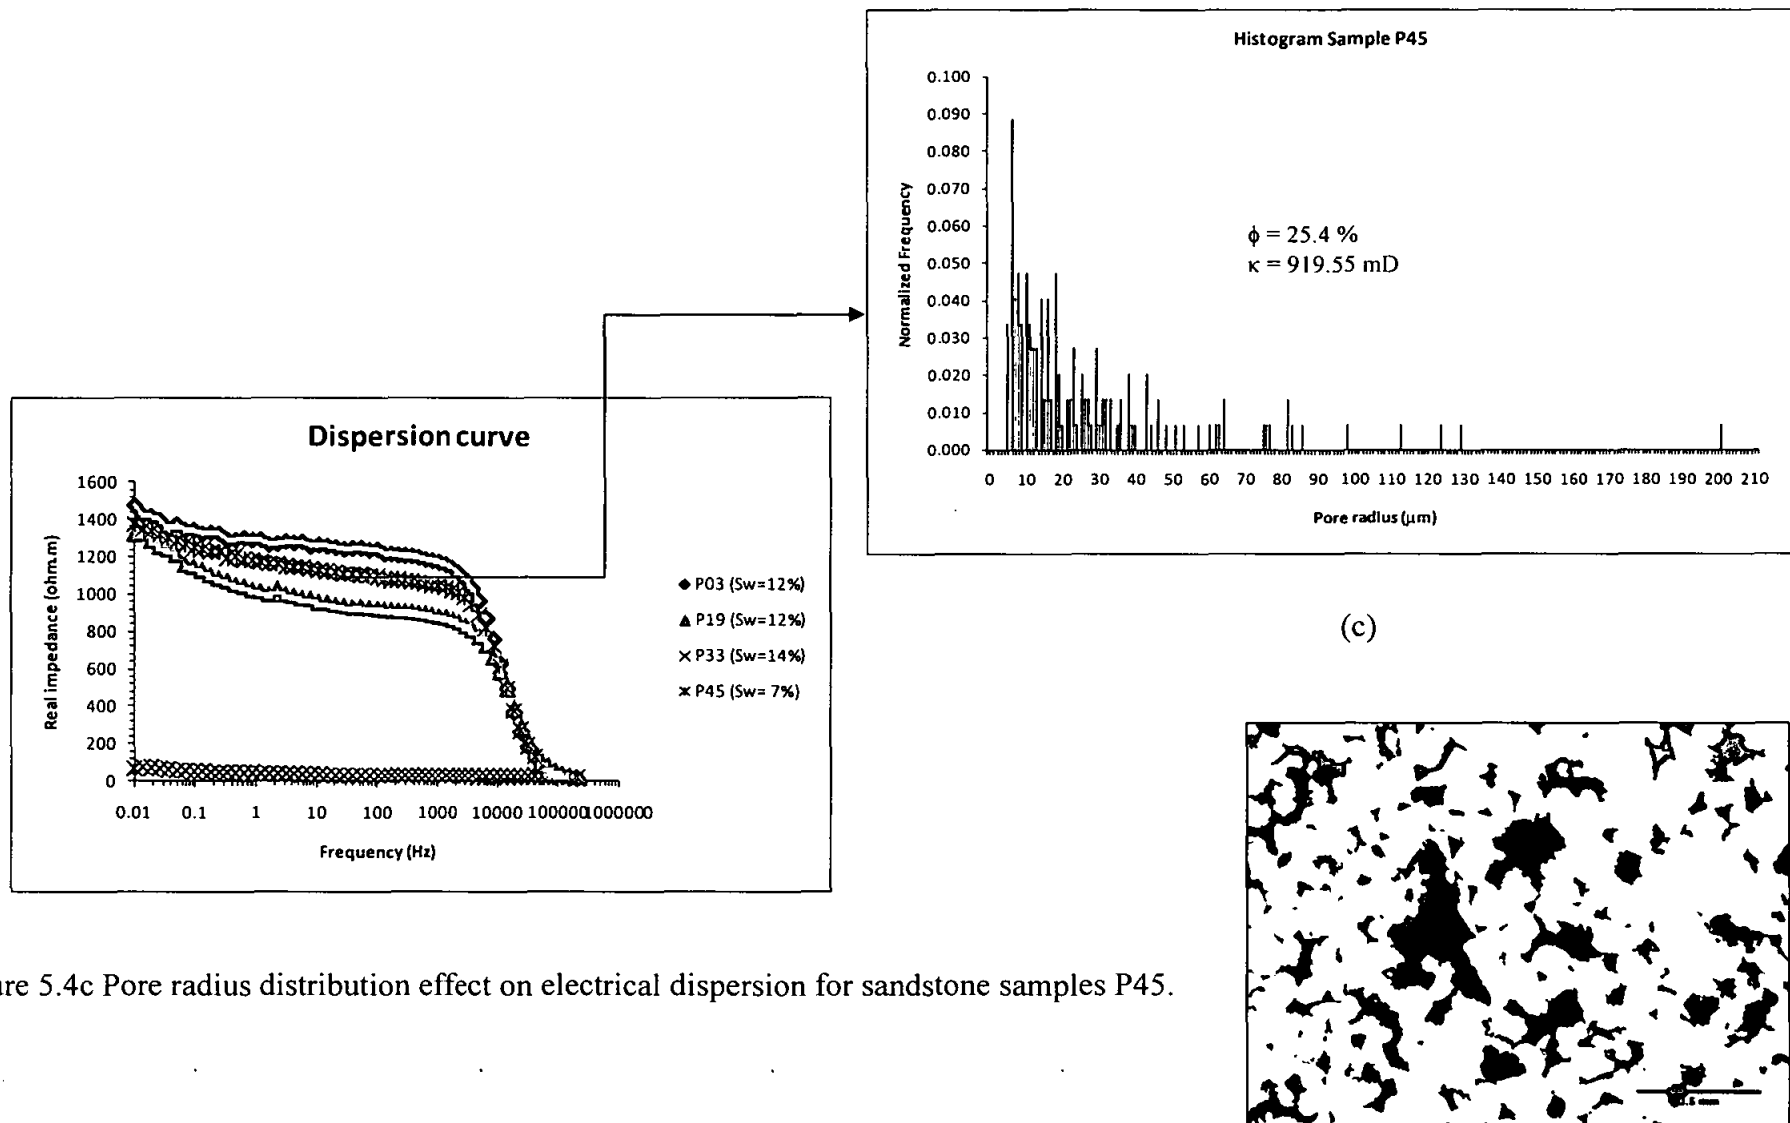 Histogram Sample P45
0.100
0.090
0.080
0.070
0.060
0.050
0.040
0.030
0.020
0.010
0.000
Normalized Frequency
ϕ = 25.4 %
κ = 919.55 mD
0 10 20 30 40 50 60 70 80 90 100 110 120 130 140 150 160 170 180 190 200 210
Pore radius (μm)
Dispersion curve
1600
1400
1200
1000
800
600
400
200
0
Real impedance (ohm.m)
0.01 0.1 1 10 100 1000 10000 100000 1000000
Frequency (Hz)
P03 (Sw=12%)
P19 (Sw=12%)
P33 (Sw=14%)
P45 (Sw= 7%)
(c)
ure 5.4c Pore radius distribution effect on electrical dispersion for sandstone samples P45.